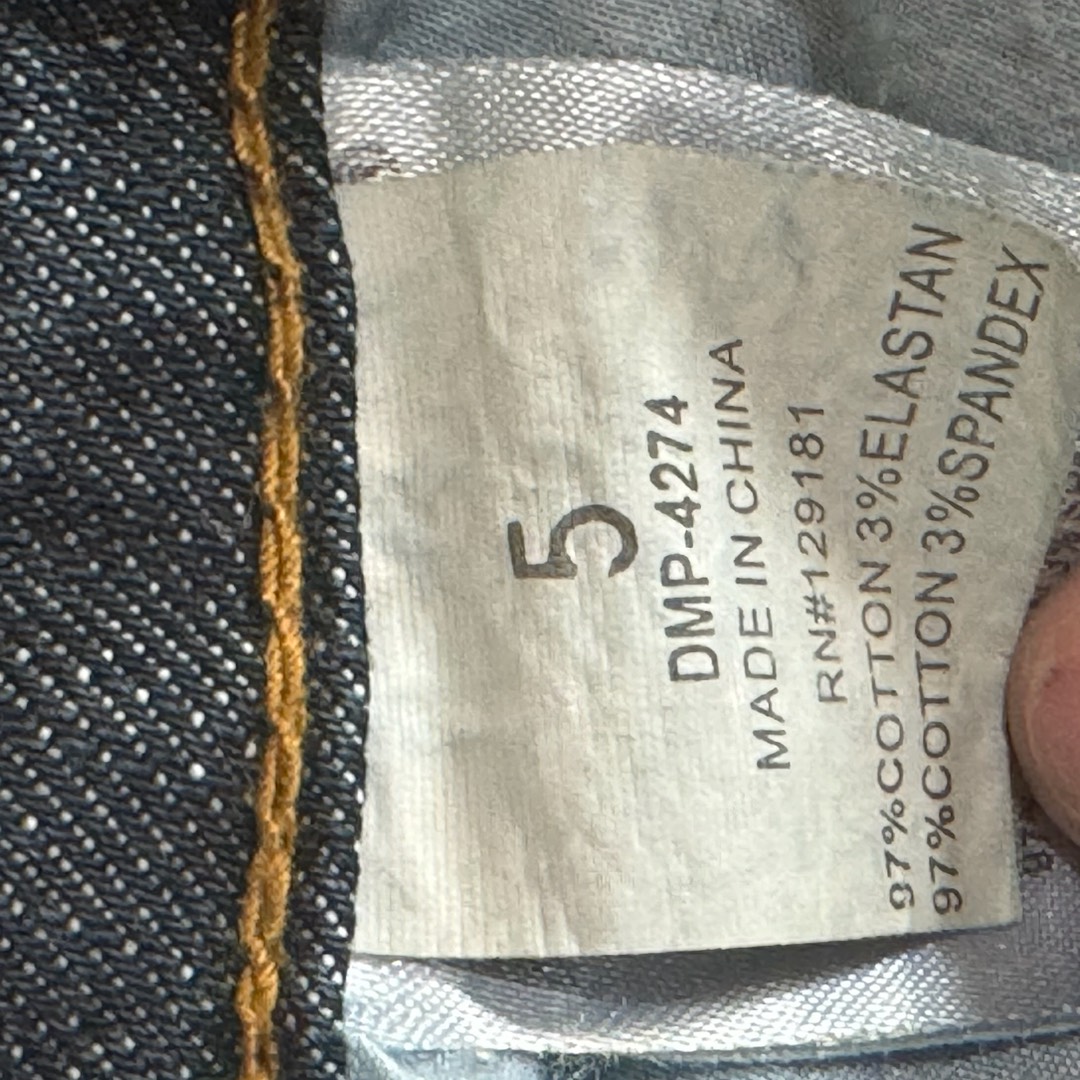 5
DMP-4274
MADE IN CHINA
RN#129181
97%COTTON 3%ELASTAN
97%COTTON 3%SPANDEX